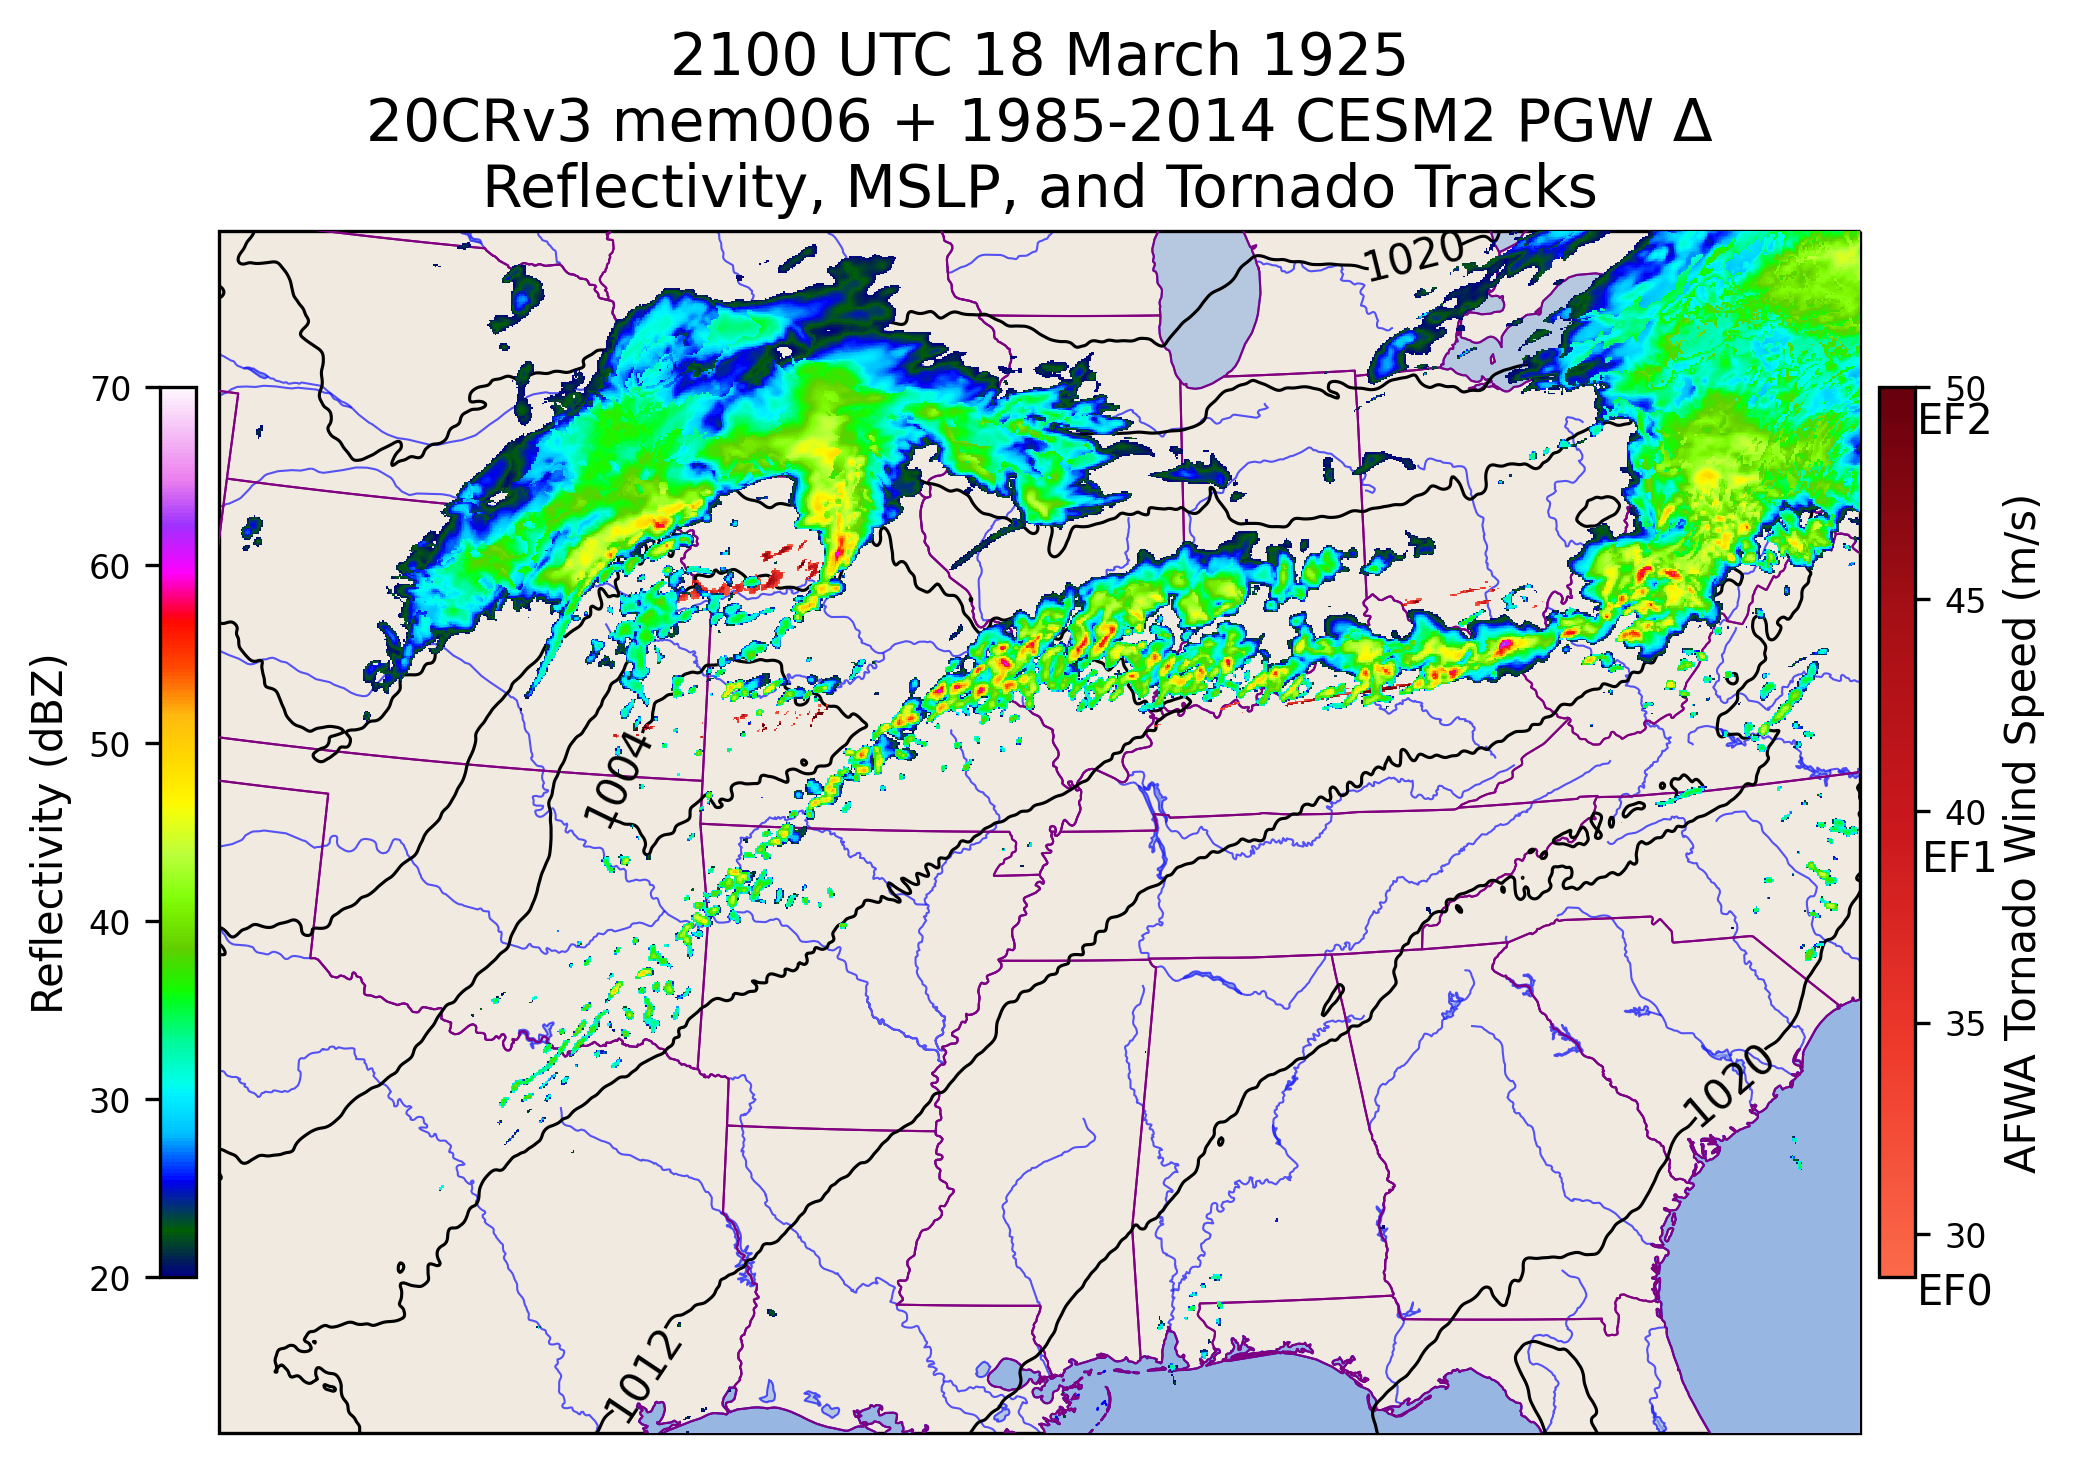 2100 UTC 18 March 1925
20CRv3 mem006 + 1985-2014 CESM2 PGW Δ
Reflectivity, MSLP, and Tornado Tracks
Reflectivity (dBZ)
70
60
50
40
30
20
1020
1004
1020
1012
50
EF2
45
40
EF1
35
30
EF0
AFWA Tornado Wind Speed (m/s)